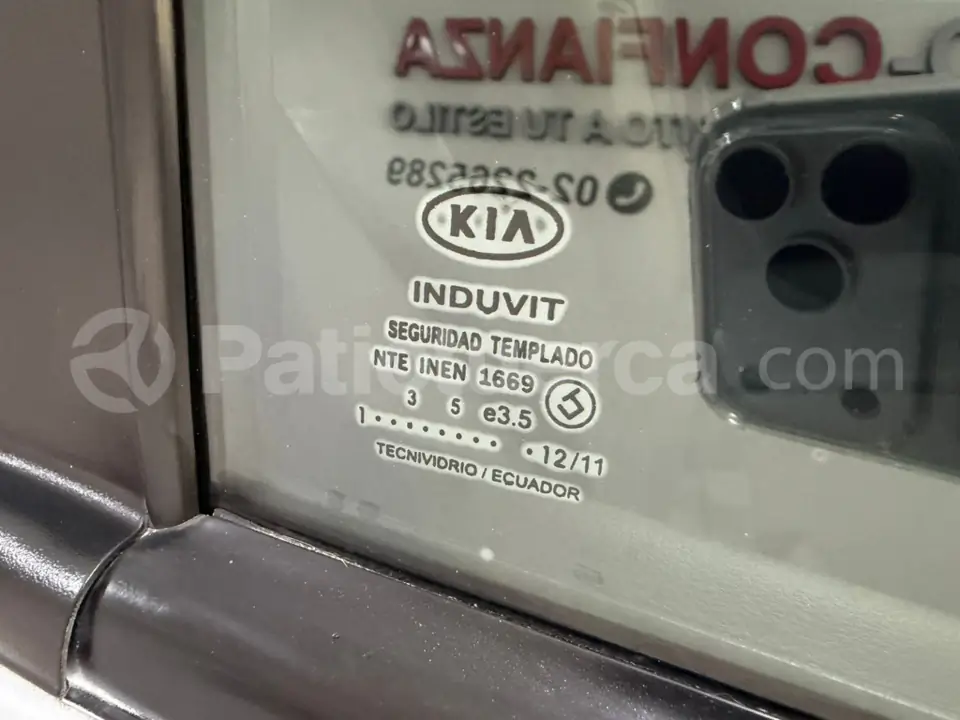 O-CONFIANZA
AUTO A TU ESTILO
02-2265289
KIA
INDUVIT
SEGURIDAD TEMPLADO
NTE INEN 1669
3 5 e3.5
1 • • • • • • • • • 12/11
TECNIVIDRIO / ECUADOR